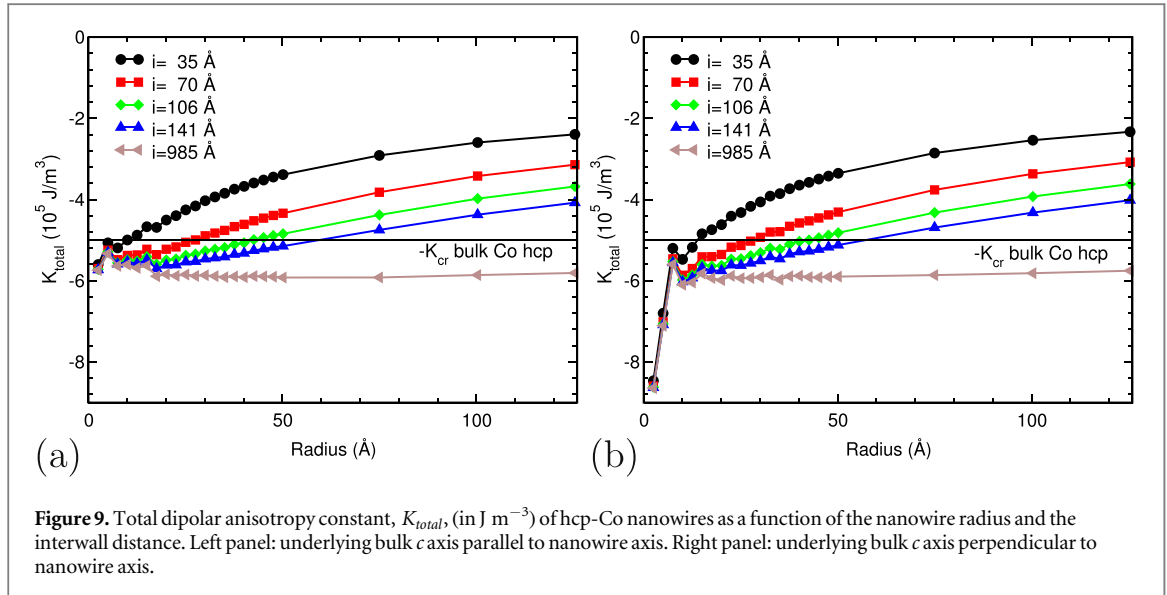 0
-2
-4
-6
-8
K_total (10^5 J/m^3)
i= 35 Å
i= 70 Å
i=106 Å
i=141 Å
i=985 Å
-K_cr bulk Co hcp
0 50 100
Radius (Å)
(a)
0
-2
-4
-6
-8
K_total (10^5 J/m^3)
i= 35 Å
i= 70 Å
i=106 Å
i=141 Å
i=985 Å
-K_cr bulk Co hcp
0 50 100
Radius (Å)
(b)
Figure 9. Total dipolar anisotropy constant, K_total, (in J m^−3) of hcp-Co nanowires as a function of the nanowire radius and the
interwall distance. Left panel: underlying bulk c axis parallel to nanowire axis. Right panel: underlying bulk c axis perpendicular to
nanowire axis.